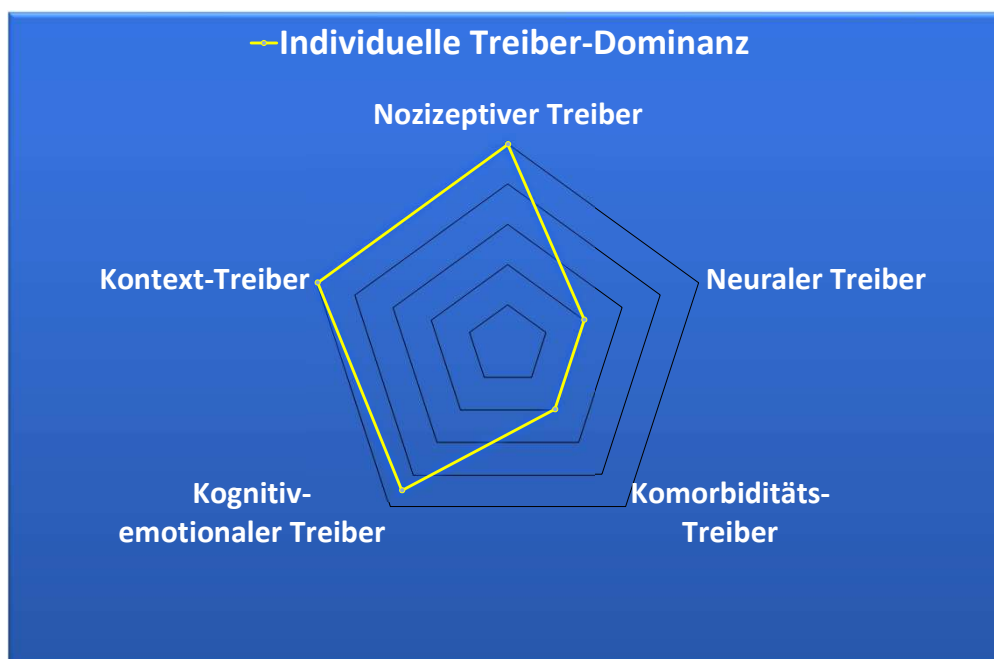 Individuelle Treiber-Dominanz
Nozizeptiver Treiber
Kontext-Treiber
Neuraler Treiber
Kognitiv-
emotionaler Treiber
Komorbiditäts-
Treiber